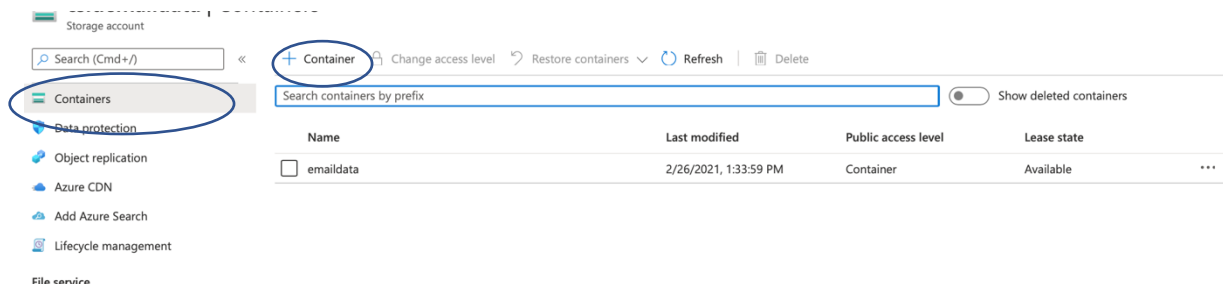 Storage account
Search (Cmd+/)
«
Container
Change access level
Restore containers
Refresh
Delete
Containers
Search containers by prefix
Show deleted containers
Data protection
Name
Last modified
Public access level
Lease state
Object replication
emaildata
2/26/2021, 1:33:59 PM
Container
Available
...
Azure CDN
Add Azure Search
Lifecycle management
File service